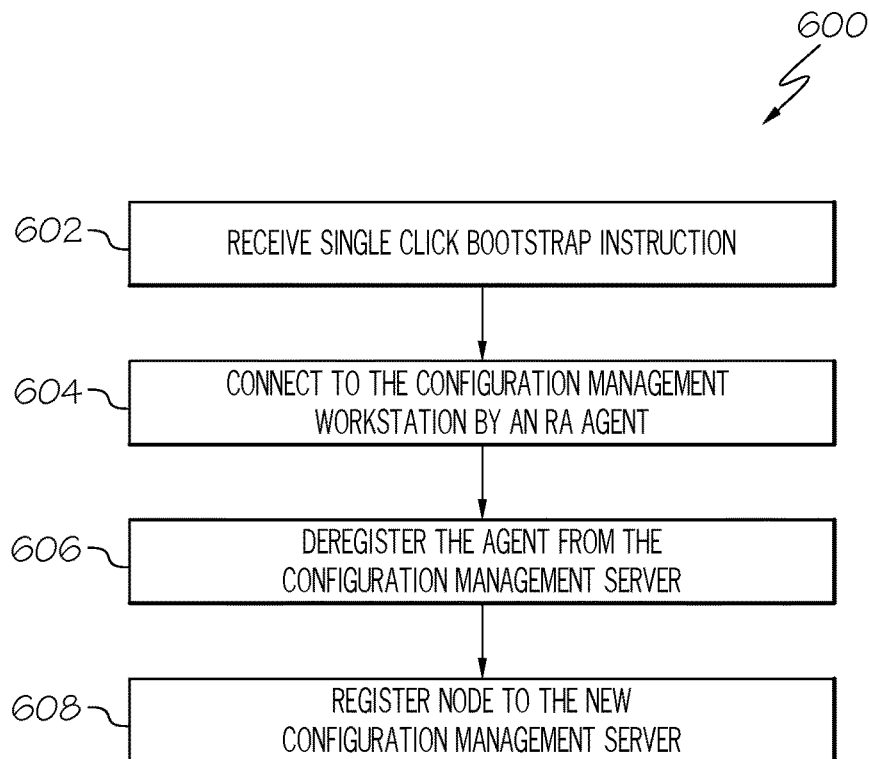 600
602
RECEIVE SINGLE CLICK BOOTSTRAP INSTRUCTION
604
CONNECT TO THE CONFIGURATION MANAGEMENT
WORKSTATION BY AN RA AGENT
606
DEREGISTER THE AGENT FROM THE
CONFIGURATION MANAGEMENT SERVER
608
REGISTER NODE TO THE NEW
CONFIGURATION MANAGEMENT SERVER